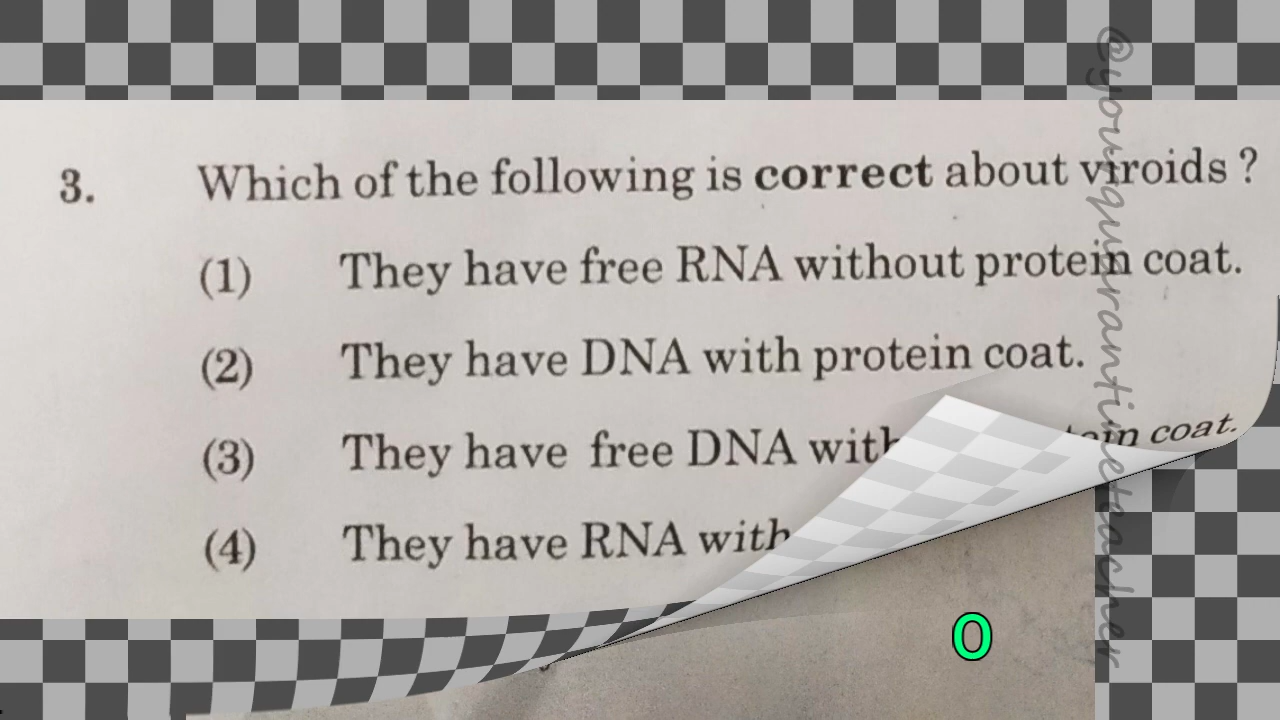 3. Which of the following is correct about viroids ?
(1) They have free RNA without protein coat.
(2) They have DNA with protein coat.
(3) They have free DNA with coat.
(4) They have RNA with
0
@yourquarantineteacher